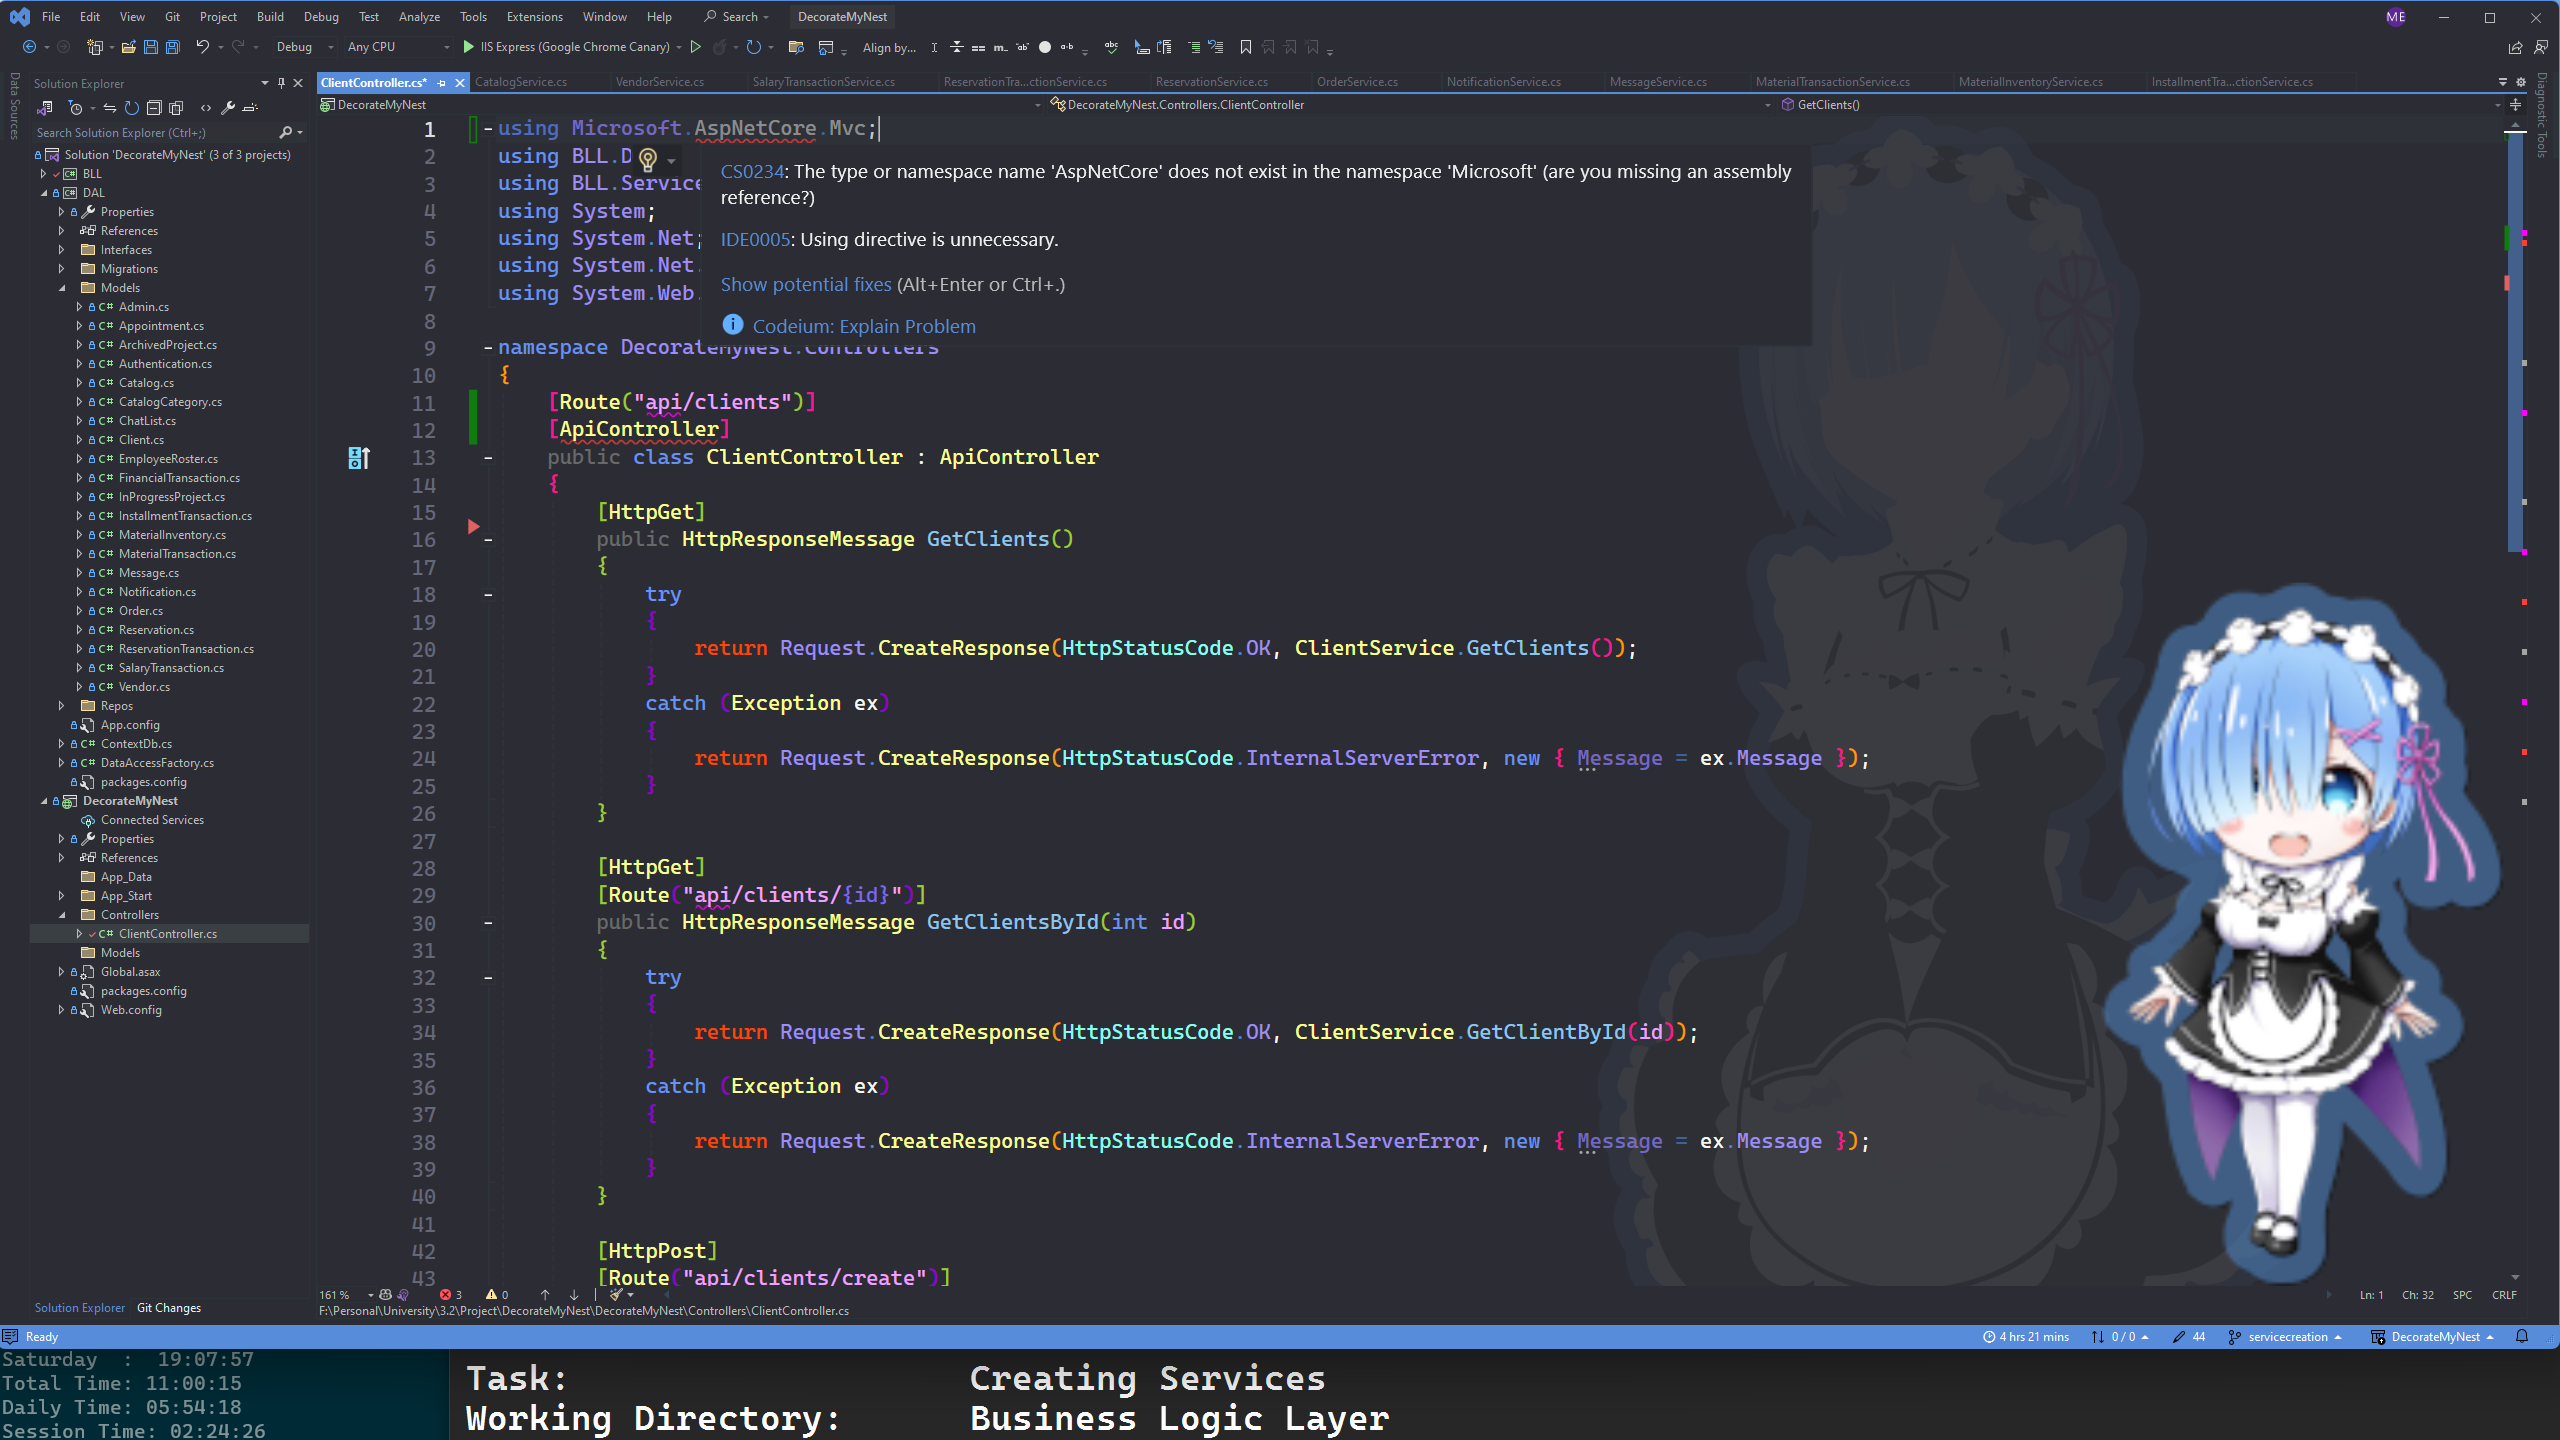 File Edit View Git Project Build Debug Test Analyze Tools Extensions Window Help Search DecorateMyNest ME
Debug Any CPU IIS Express (Google Chrome Canary) Align by...
Data Sources
Diagnostic Tools
Solution Explorer
Search Solution Explorer (Ctrl+;)
Solution 'DecorateMyNest' (3 of 3 projects)
BLL
DAL
Properties
References
Interfaces
Migrations
Models
C# Admin.cs
C# Appointment.cs
C# ArchivedProject.cs
C# Authentication.cs
C# Catalog.cs
C# CatalogCategory.cs
C# ChatList.cs
C# Client.cs
C# EmployeeRoster.cs
C# FinancialTransaction.cs
C# InProgressProject.cs
C# InstallmentTransaction.cs
C# MaterialInventory.cs
C# MaterialTransaction.cs
C# Message.cs
C# Notification.cs
C# Order.cs
C# Reservation.cs
C# ReservationTransaction.cs
C# SalaryTransaction.cs
C# Vendor.cs
Repos
App.config
C# ContextDb.cs
C# DataAccessFactory.cs
packages.config
DecorateMyNest
Connected Services
Properties
References
App_Data
App_Start
Controllers
C# ClientController.cs
Models
Global.asax
packages.config
Web.config
Solution Explorer Git Changes
ClientController.cs* CatalogService.cs VendorService.cs SalaryTransactionService.cs ReservationTra...ctionService.cs ReservationService.cs OrderService.cs NotificationService.cs MessageService.cs MaterialTransactionService.cs MaterialInventoryService.cs InstallmentTra...ctionService.cs
DecorateMyNest DecorateMyNest.Controllers.ClientController GetClients()
1 using Microsoft.AspNetCore.Mvc;
2 using BLL.D
3 using BLL.Service
4 using System;
5 using System.Net;
6 using System.Net.
7 using System.Web.
8
CS0234: The type or namespace name 'AspNetCore' does not exist in the namespace 'Microsoft' (are you missing an assembly
reference?)
IDE0005: Using directive is unnecessary.
Show potential fixes (Alt+Enter or Ctrl+.)
Codeium: Explain Problem
9 namespace DecorateMyNest.Controllers
10 {
11 [Route("api/clients")]
12 [ApiController]
13 public class ClientController : ApiController
14 {
15 [HttpGet]
16 public HttpResponseMessage GetClients()
17 {
18 try
19 {
20 return Request.CreateResponse(HttpStatusCode.OK, ClientService.GetClients());
21 }
22 catch (Exception ex)
23 {
24 return Request.CreateResponse(HttpStatusCode.InternalServerError, new { Message = ex.Message });
25 }
26 }
27
28 [HttpGet]
29 [Route("api/clients/{id}")]
30 public HttpResponseMessage GetClientsById(int id)
31 {
32 try
33 {
34 return Request.CreateResponse(HttpStatusCode.OK, ClientService.GetClientById(id));
35 }
36 catch (Exception ex)
37 {
38 return Request.CreateResponse(HttpStatusCode.InternalServerError, new { Message = ex.Message });
39 }
40 }
41
42 [HttpPost]
43 [Route("api/clients/create")]
161 % 3 0 Ln: 1 Ch: 32 SPC CRLF
F:\Personal\University\3.2\Project\DecorateMyNest\DecorateMyNest\Controllers\ClientController.cs
Ready 4 hrs 21 mins 0 / 0 44 servicecreation DecorateMyNest
Saturday : 19:07:57
Total Time: 11:00:15
Daily Time: 05:54:18
Session Time: 02:24:26
Task: Creating Services
Working Directory: Business Logic Layer